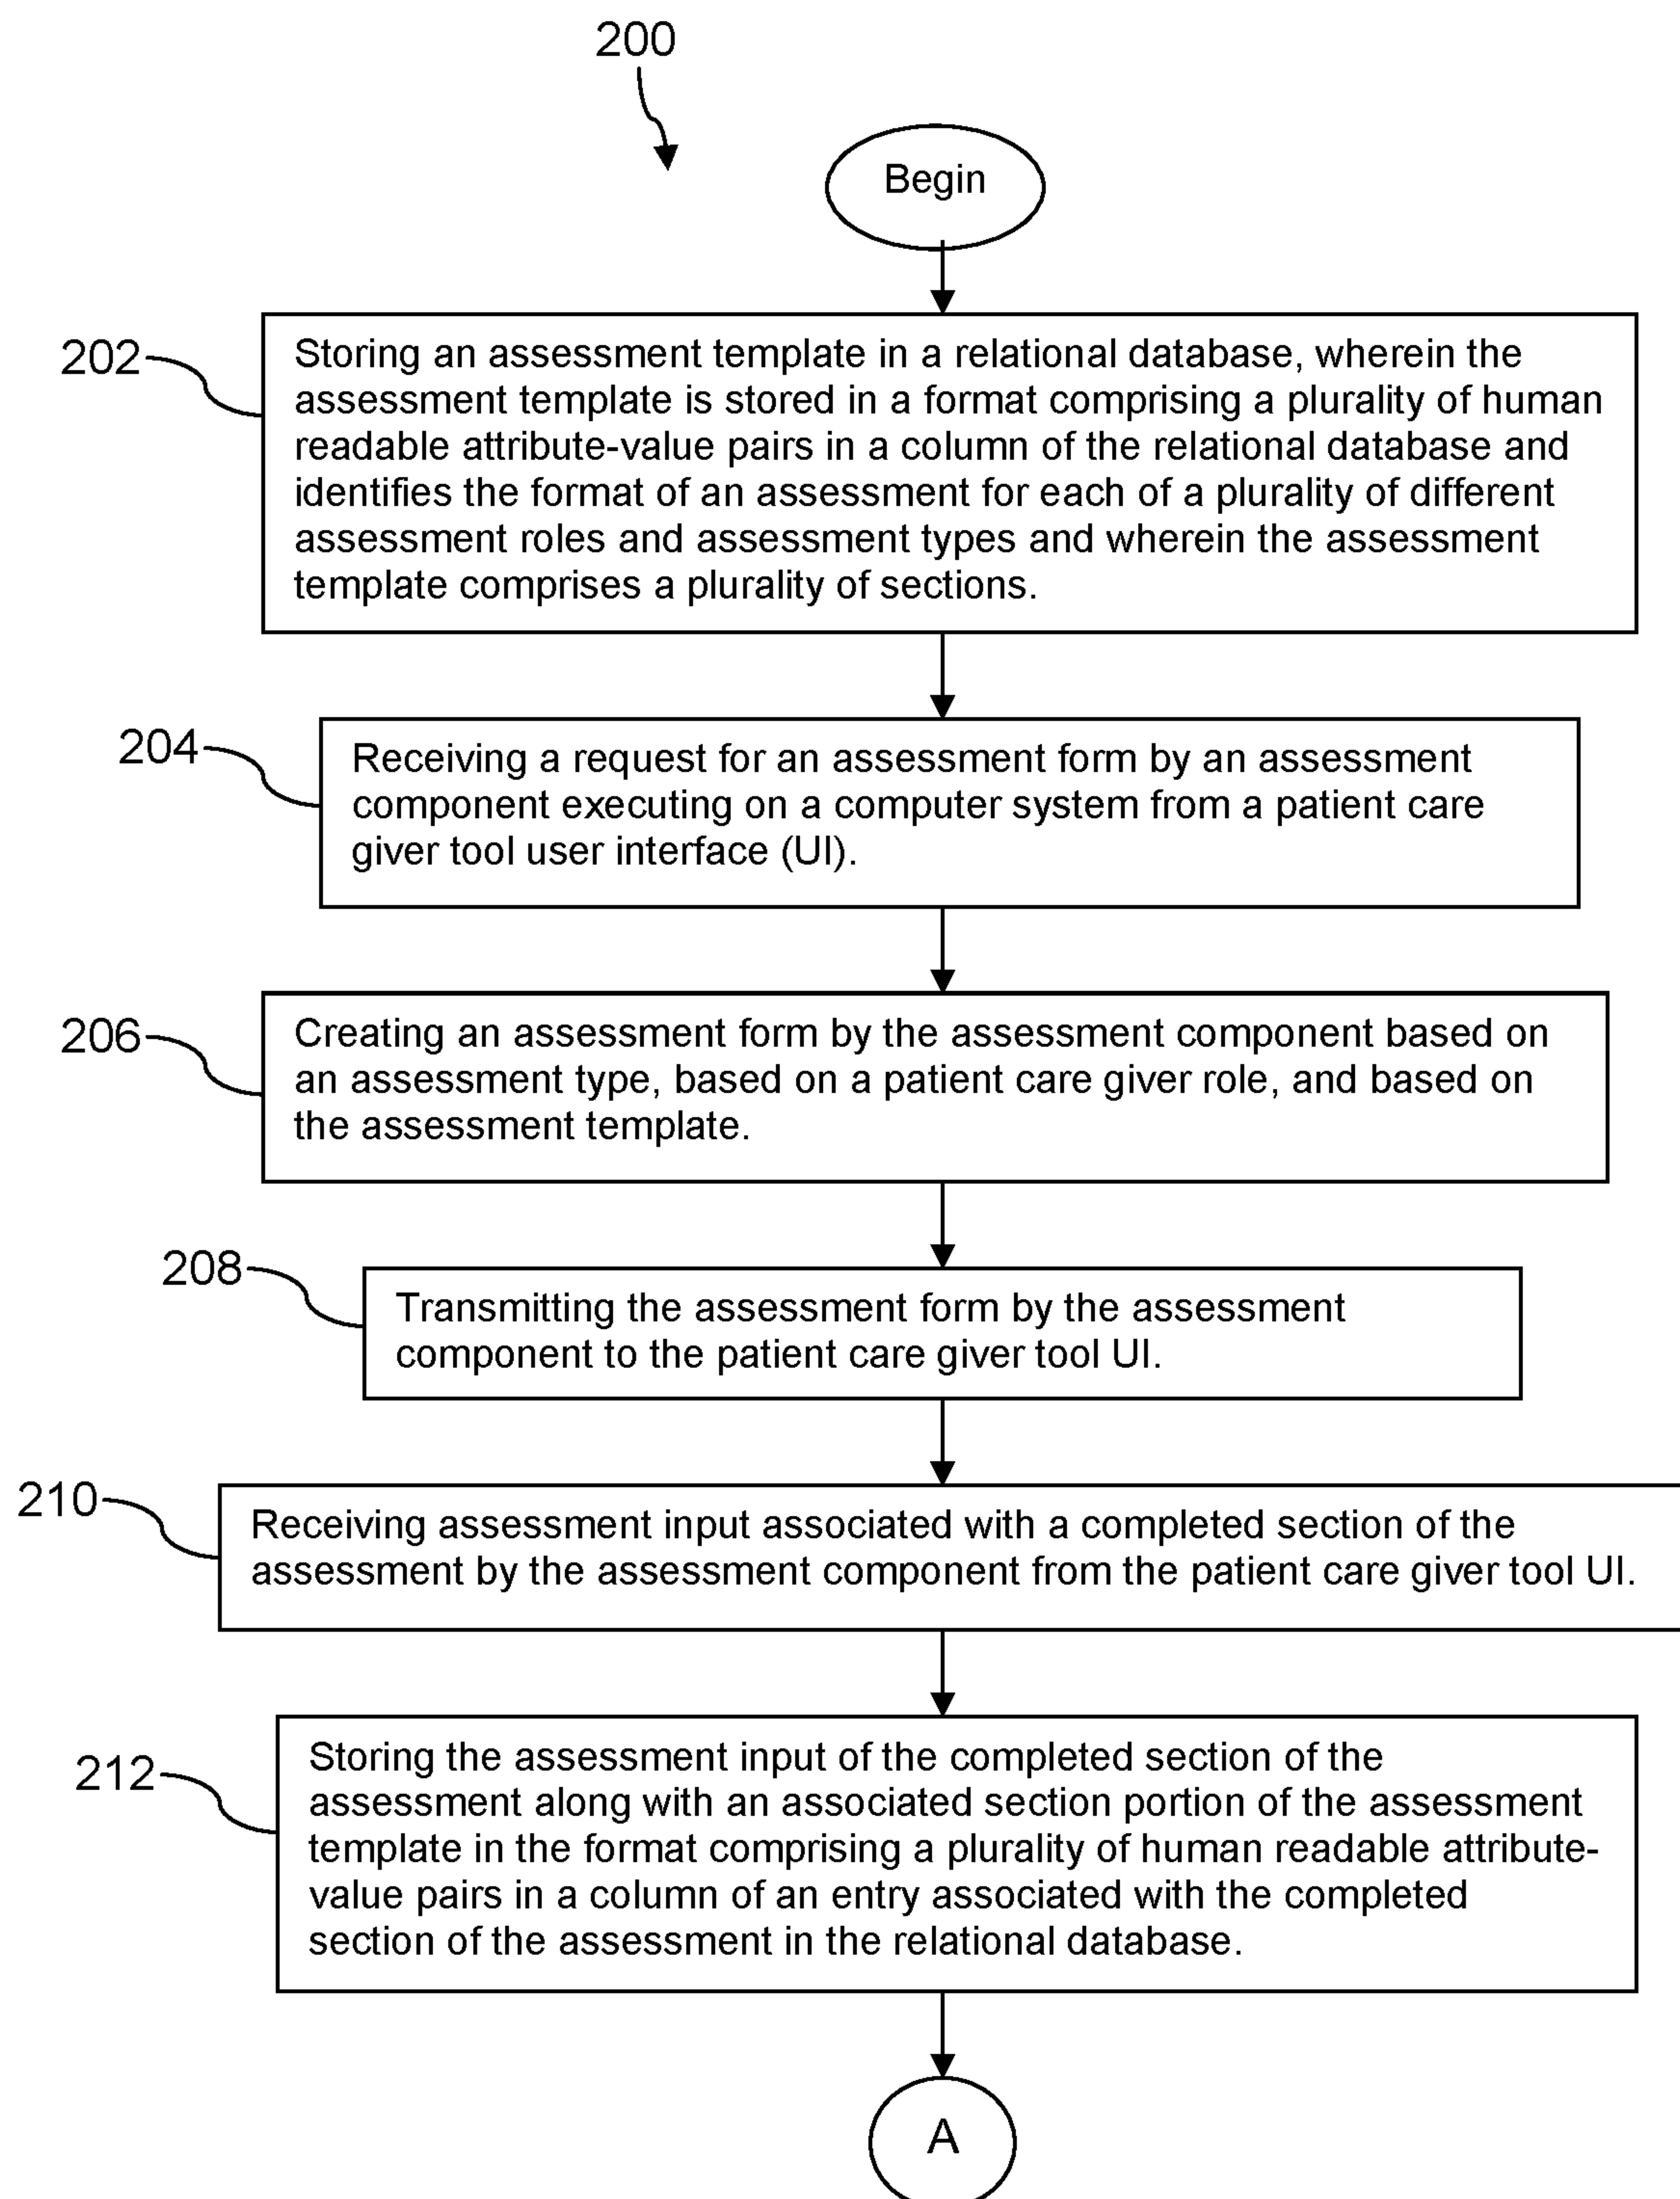 200
Begin
202
Storing an assessment template in a relational database, wherein the
assessment template is stored in a format comprising a plurality of human
readable attribute-value pairs in a column of the relational database and
identifies the format of an assessment for each of a plurality of different
assessment roles and assessment types and wherein the assessment
template comprises a plurality of sections.
204
Receiving a request for an assessment form by an assessment
component executing on a computer system from a patient care
giver tool user interface (UI).
206
Creating an assessment form by the assessment component based on
an assessment type, based on a patient care giver role, and based on
the assessment template.
208
Transmitting the assessment form by the assessment
component to the patient care giver tool UI.
210
Receiving assessment input associated with a completed section of the
assessment by the assessment component from the patient care giver tool UI.
212
Storing the assessment input of the completed section of the
assessment along with an associated section portion of the assessment
template in the format comprising a plurality of human readable attribute-
value pairs in a column of an entry associated with the completed
section of the assessment in the relational database.
A